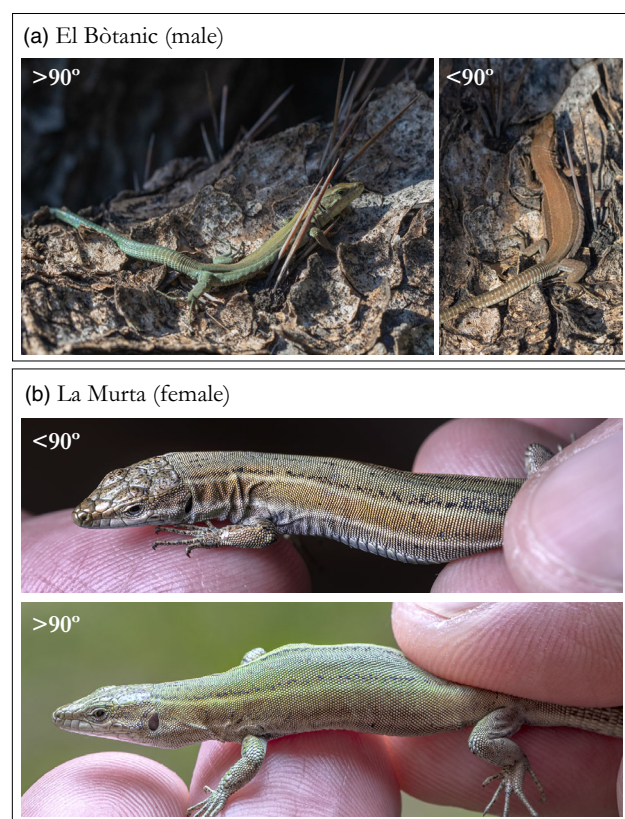 (a) El Bòtanic (male)
>90º
<90º
(b) La Murta (female)
<90º
>90º